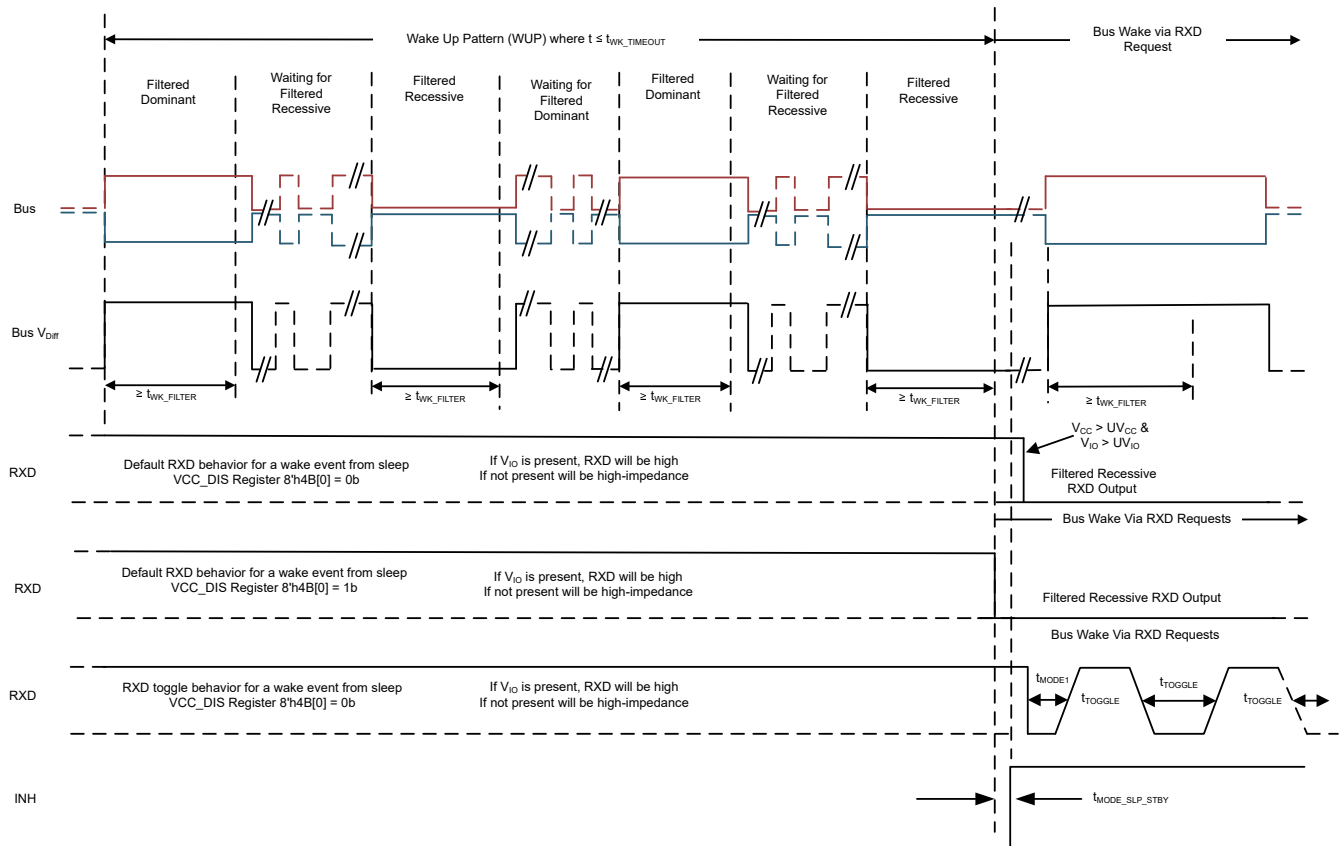 Wake Up Pattern (WUP) where t ≤ tWK_TIMEOUT
Bus Wake via RXD
Request
Filtered
Dominant
Waiting for
Filtered
Recessive
Filtered
Recessive
Waiting for
Filtered
Dominant
Filtered
Dominant
Waiting for
Filtered
Recessive
Filtered
Recessive
Bus
Bus VDiff
≥ tWK_FILTER
≥ tWK_FILTER
≥ tWK_FILTER
≥ tWK_FILTER
≥ tWK_FILTER
RXD
Default RXD behavior for a wake event from sleep
VCC_DIS Register 8'h4B[0] = 0b
If VIO is present, RXD will be high
If not present will be high-impedance
VCC > UVCC &
VIO > UVIO
Filtered Recessive
RXD Output
Bus Wake Via RXD Requests
RXD
Default RXD behavior for a wake event from sleep
VCC_DIS Register 8'h4B[0] = 1b
If VIO is present, RXD will be high
If not present will be high-impedance
Filtered Recessive RXD Output
Bus Wake Via RXD Requests
RXD
RXD toggle behavior for a wake event from sleep
VCC_DIS Register 8'h4B[0] = 0b
If VIO is present, RXD will be high
If not present will be high-impedance
tMODE1
tTOGGLE
tTOGGLE
tTOGGLE
INH
tMODE_SLP_STBY